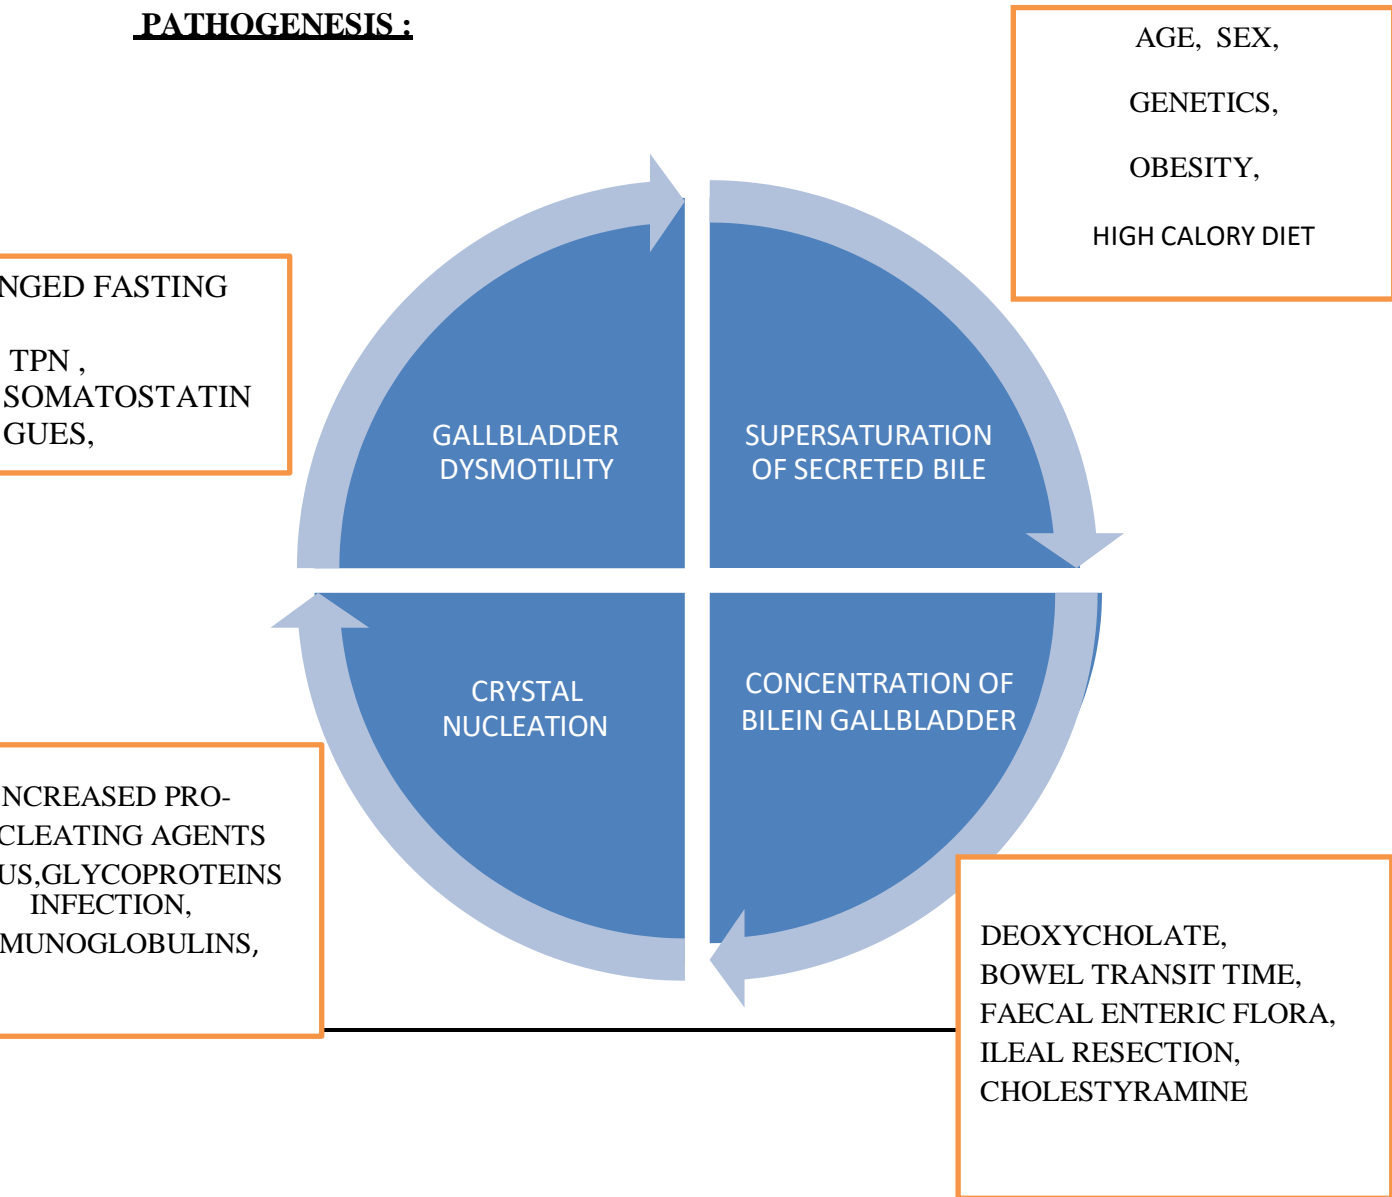 PATHOGENESIS :
AGE, SEX,
GENETICS,
OBESITY,
HIGH CALORY DIET
NGED FASTING
TPN ,
SOMATOSTATIN
GUES,
GALLBLADDER
DYSMOTILITY
SUPERSATURATION
OF SECRETED BILE
CRYSTAL
NUCLEATION
CONCENTRATION OF
BILEIN GALLBLADDER
NCREASED PRO-
CLEATING AGENTS
US,GLYCOPROTEINS
INFECTION,
MUNOGLOBULINS,
DEOXYCHOLATE,
BOWEL TRANSIT TIME,
FAECAL ENTERIC FLORA,
ILEAL RESECTION,
CHOLESTYRAMINE